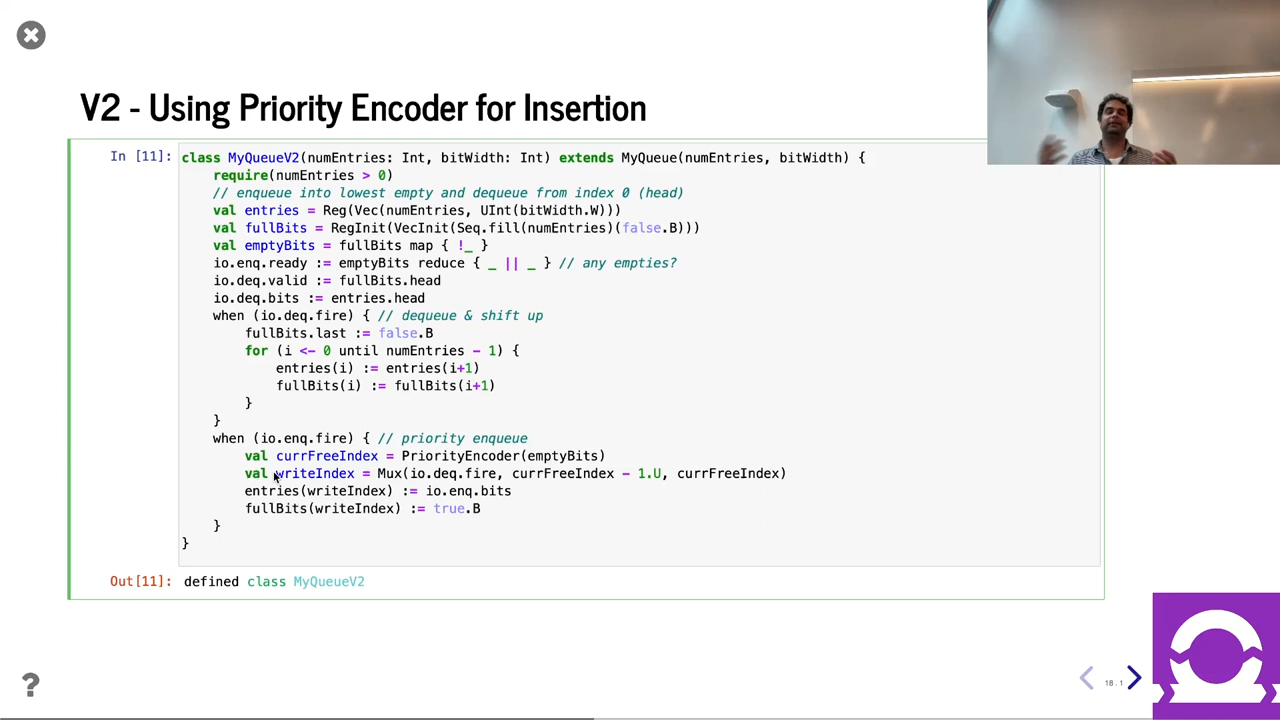 V2 - Using Priority Encoder for Insertion
In [11]: class MyQueueV2(numEntries: Int, bitWidth: Int) extends MyQueue(numEntries, bitWidth) {
require(numEntries > 0)
// enqueue into lowest empty and dequeue from index 0 (head)
val entries = Reg(Vec(numEntries, UInt(bitWidth.W)))
val fullBits = RegInit(VecInit(Seq.fill(numEntries)(false.B)))
val emptyBits = fullBits map { !_ }
io.enq.ready := emptyBits reduce { _ || _ } // any empties?
io.deq.valid := fullBits.head
io.deq.bits := entries.head
when (io.deq.fire) { // dequeue & shift up
fullBits.last := false.B
for (i <- 0 until numEntries - 1) {
entries(i) := entries(i+1)
fullBits(i) := fullBits(i+1)
}
}
when (io.enq.fire) { // priority enqueue
val currFreeIndex = PriorityEncoder(emptyBits)
val writeIndex = Mux(io.deq.fire, currFreeIndex - 1.U, currFreeIndex)
entries(writeIndex) := io.enq.bits
fullBits(writeIndex) := true.B
}
}
Out[11]: defined class MyQueueV2
?
18.1